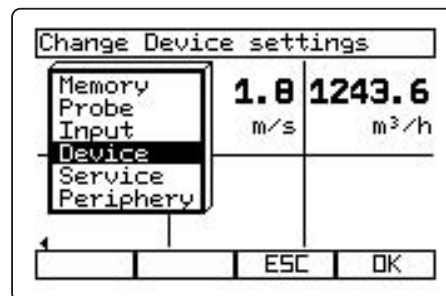 Change Device settings
Memory
Probe
Input
Device
Service
Periphery
1.8 1243.6
m/s m³/h
ESC OK